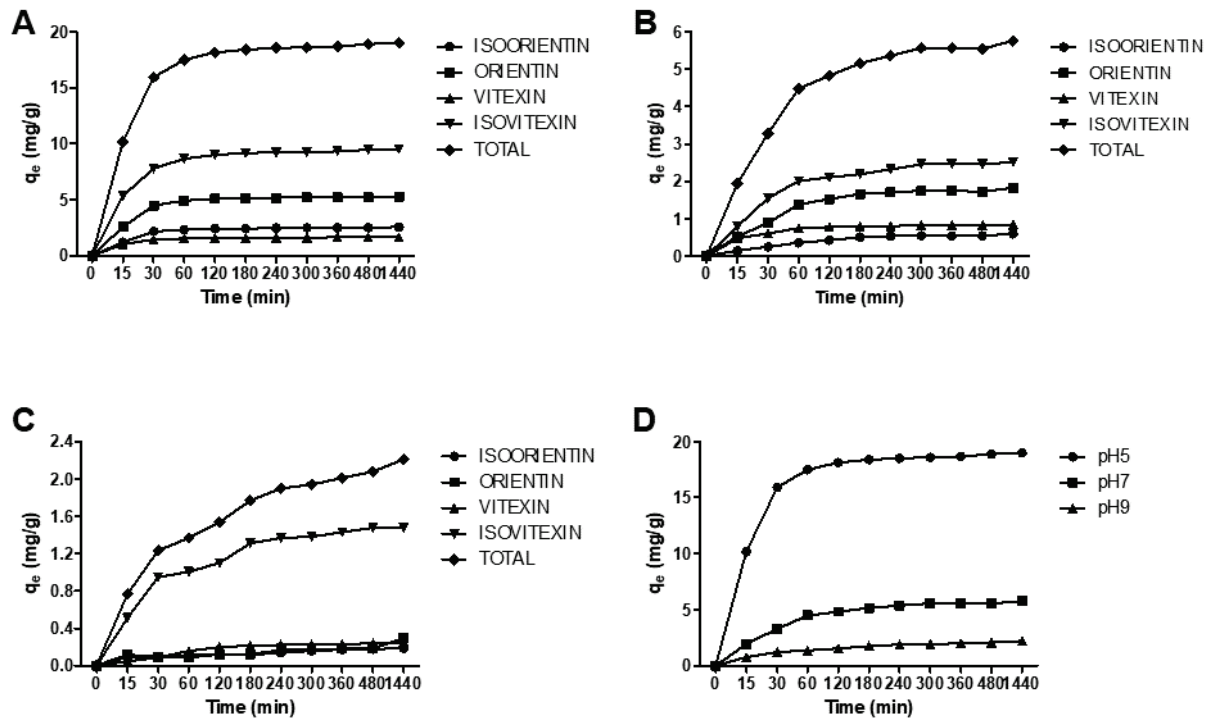 A
20
15
10
5
0
qe (mg/g)
0 15 30 60 120 180 240 300 360 480 1440
Time (min)
ISOORIENTIN
ORIENTIN
VITEXIN
ISOVITEXIN
TOTAL
B
6
5
4
3
2
1
0
qe (mg/g)
0 15 30 60 120 180 240 300 360 480 1440
Time (min)
ISOORIENTIN
ORIENTIN
VITEXIN
ISOVITEXIN
TOTAL
C
2.4
2.0
1.6
1.2
0.8
0.4
0.0
qe (mg/g)
0 15 30 60 120 180 240 300 360 480 1440
Time (min)
ISOORIENTIN
ORIENTIN
VITEXIN
ISOVITEXIN
TOTAL
D
20
15
10
5
0
qe (mg/g)
0 15 30 60 120 180 240 300 360 480 1440
Time (min)
pH5
pH7
pH9